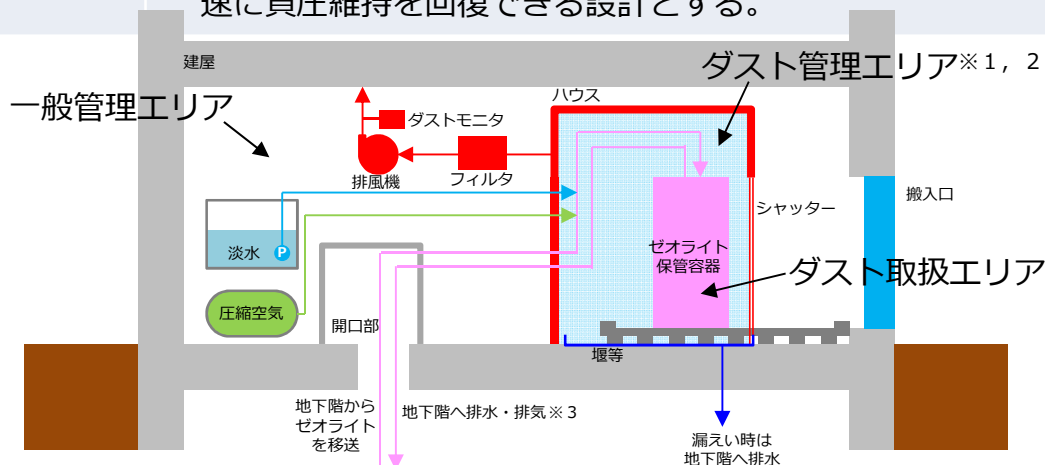 速に負圧維持を回復できる設計とする。
建屋
ダスト管理エリア※1，2
一般管理エリア
ハウス
ダストモニタ
排風機
フィルタ
搬入口
シャッター
淡水
P
ゼオライト
保管容器
ダスト取扱エリア
圧縮空気
開口部
堰等
地下階から
ゼオライト
を移送
地下階へ排水・排気※3
漏えい時は
地下階へ排水